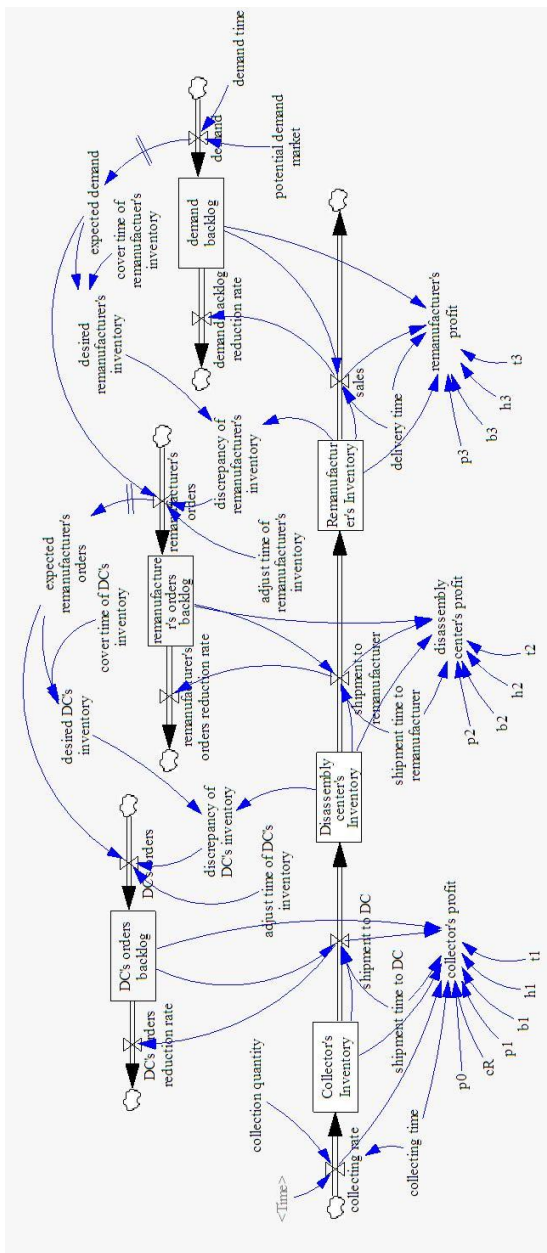 demand time
demand
potential demand
market
expected demand
cover time of
remanufacturer's
inventory
desired
remanufacturer's
inventory
demand
backlog
demand backlog
reduction rate
discrepancy of
remanufacturer's
inventory
remanufacturer's
orders
adjust time of
remanufacturer's
inventory
expected
remanufacturer's
orders
cover time of DC's
inventory
desired DC's
inventory
remanufacture
r's orders
backlog
remanufacturer's
orders reduction rate
DC's orders
discrepancy of
DC's inventory
adjust time of DC's
inventory
DC's orders
backlog
DC's orders
reduction rate
<Time>
collection quantity
collecting rate
collecting time
Collector's
Inventory
shipment to DC
shipment time to
DC
Disassembly
center's
Inventory
shipment to
remanufacturer
shipment time to
remanufacturer
Remanufactur
er's Inventory
sales
delivery time
collector's profit
p0
cR
p1
b1
h1
t1
disassembly
center's profit
p2
b2
h2
t2
remanufacturer's
profit
p3
b3
h3
t3